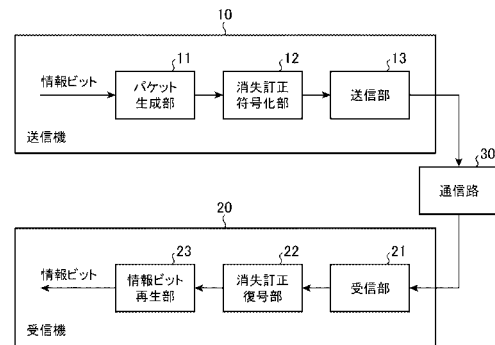 10
11
12
13
情報ビット
パケット
生成部
消失訂正
符号化部
送信部
送信機
30
通信路
20
23
22
21
情報ビット
情報ビット
再生部
消失訂正
復号部
受信部
受信機